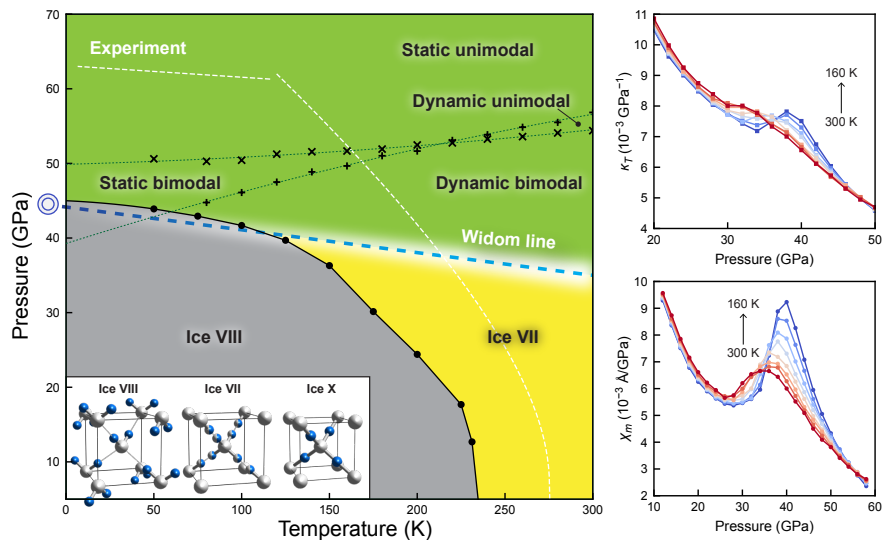 70
60
50
40
30
20
10
Pressure (GPa)
Experiment
Static unimodal
Dynamic unimodal
Static bimodal
Dynamic bimodal
Widom line
Ice VIII
Ice VII
Ice VIII
Ice VII
Ice X
0
50
100
150
200
250
300
Temperature (K)
11
10
9
8
7
6
5
4
κT (10⁻³ GPa⁻¹)
160 K
300 K
20
30
40
50
Pressure (GPa)
10
9
8
7
6
5
4
3
2
χm (10⁻³ Å/GPa)
160 K
300 K
10
20
30
40
50
60
Pressure (GPa)